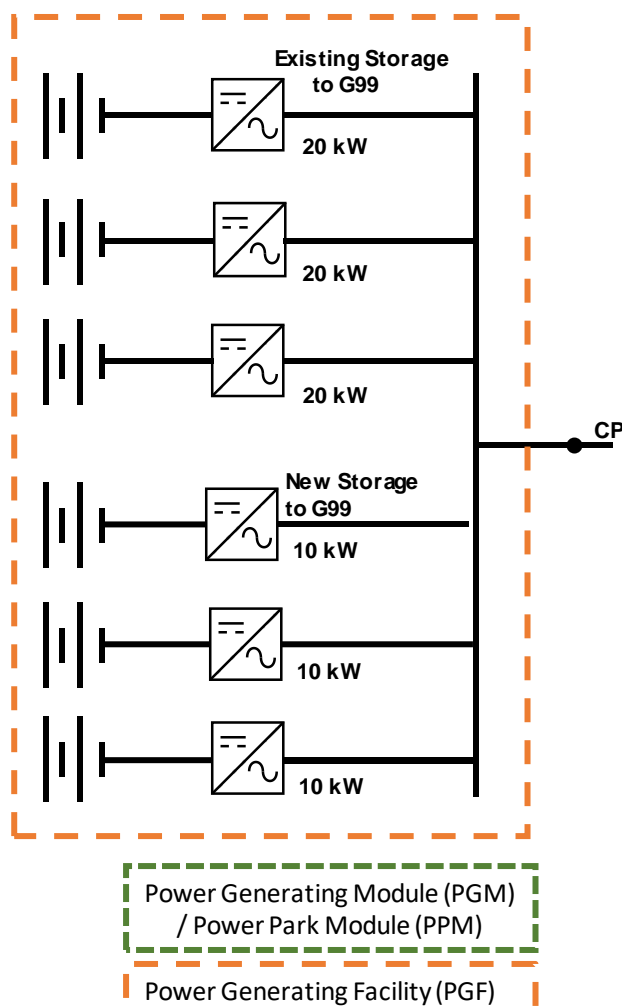 Existing Storage
to G99
20 kW
20 kW
20 kW
CP
New Storage
to G99
10 kW
10 kW
10 kW
Power Generating Module (PGM)
/ Power Park Module (PPM)
Power Generating Facility (PGF)